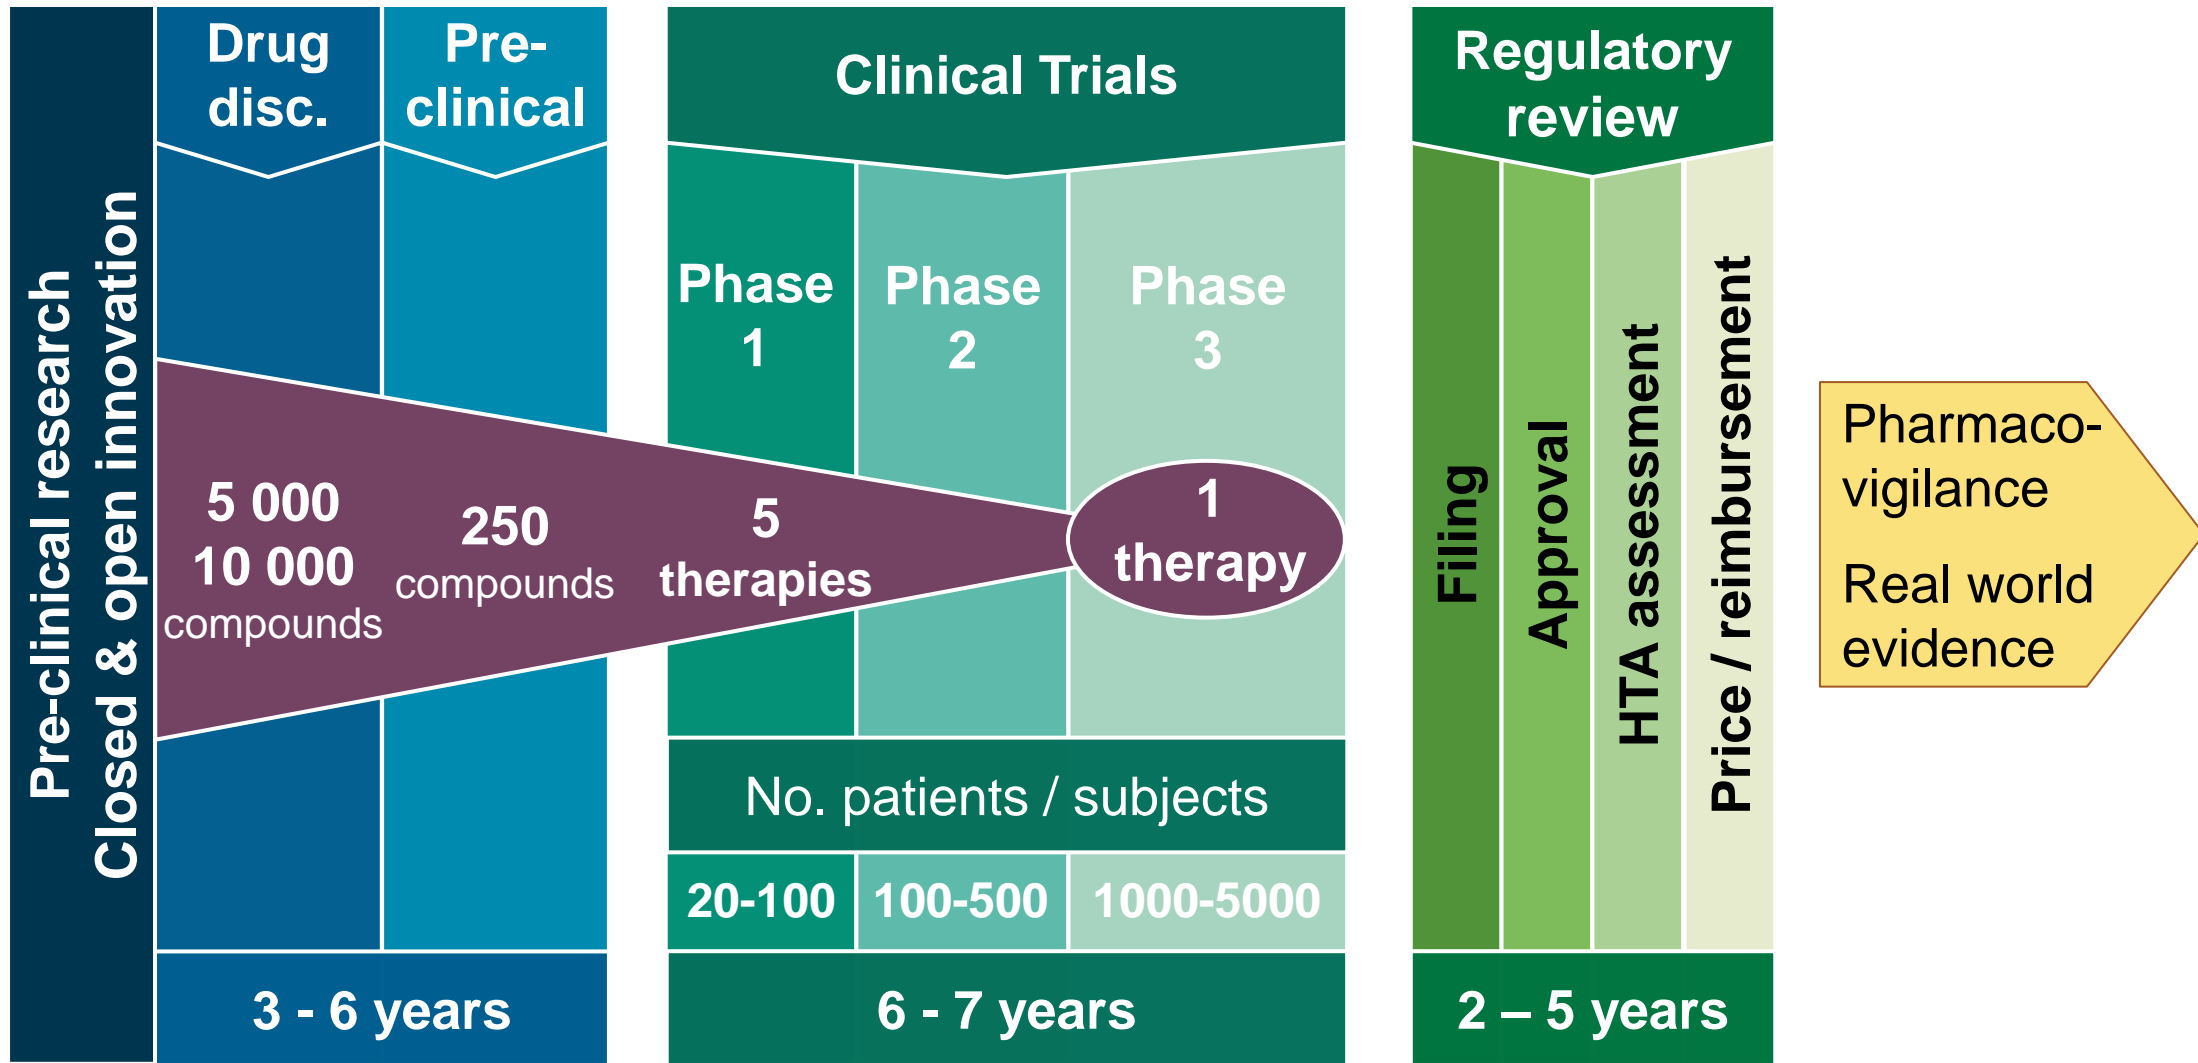 Pre-clinical research
Closed & open innovation
Drug
disc.
Pre-
clinical
5 000
10 000
compounds
250
compounds
3 - 6 years
Clinical Trials
Phase
1
Phase
2
Phase
3
5
therapies
1
therapy
No. patients / subjects
20-100
100-500
1000-5000
6 - 7 years
Regulatory
review
Filing
Approval
HTA assessment
Price / reimbursement
2 – 5 years
Pharmaco-
vigilance
Real world
evidence